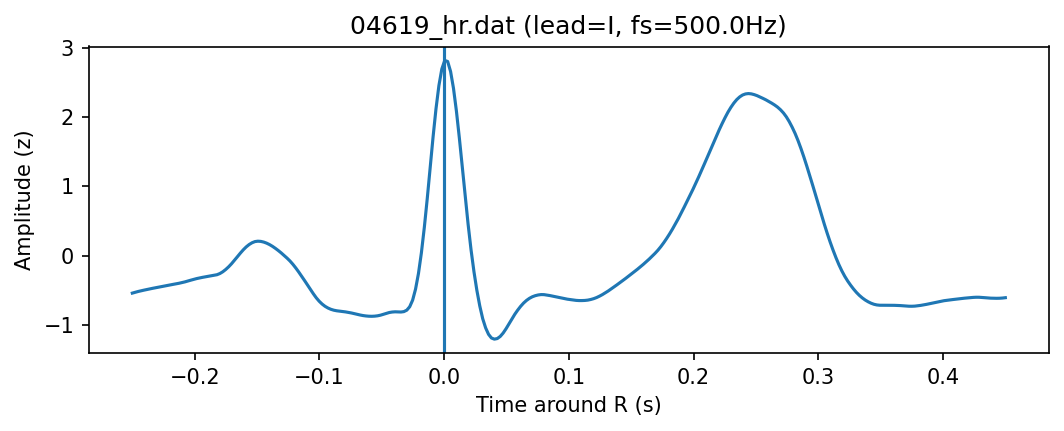 04619_hr.dat (lead=I, fs=500.0Hz)
Amplitude (z)
3
2
1
0
−1
−0.2 −0.1 0.0 0.1 0.2 0.3 0.4
Time around R (s)